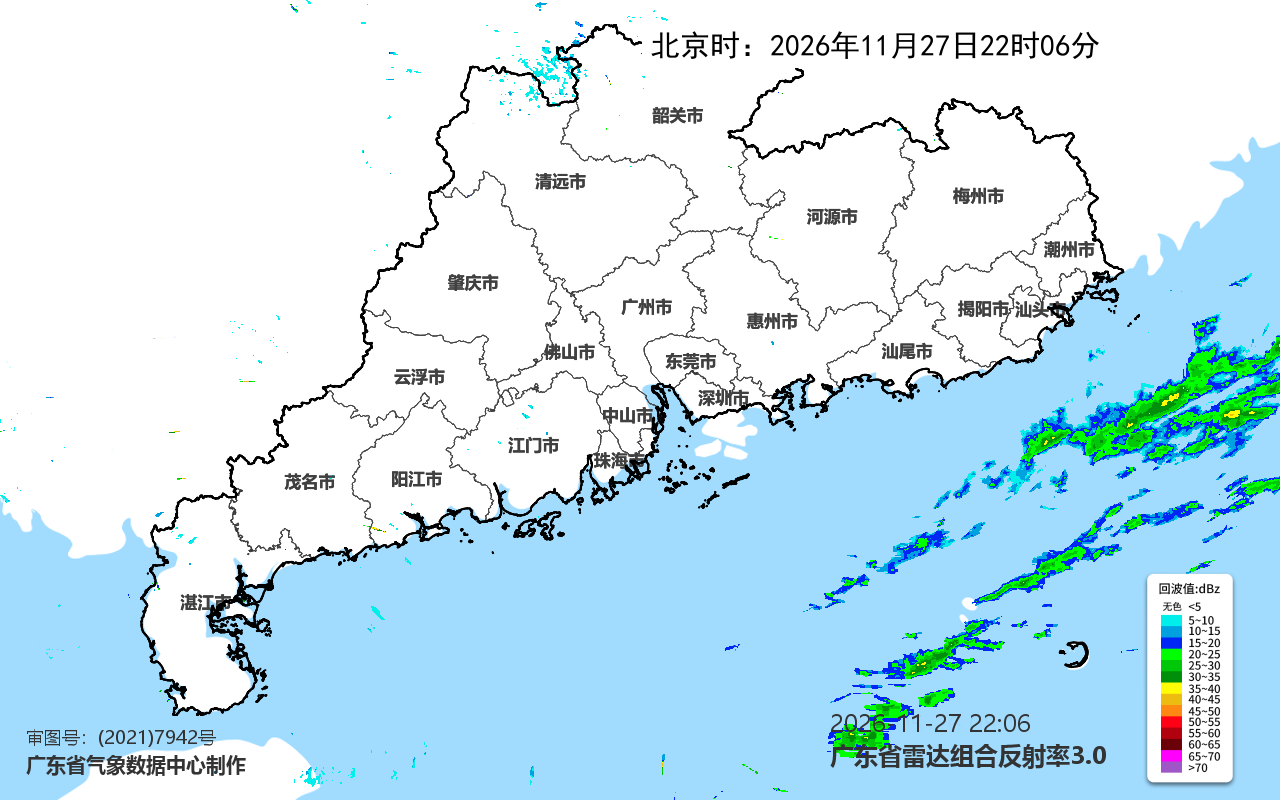 北京时：2026年11月27日22时06分
韶关市
清远市
梅州市
河源市
潮州市
肇庆市
广州市
揭阳市
汕头市
惠州市
佛山市
汕尾市
东莞市
云浮市
深圳市
中山市
江门市
珠海市
阳江市
茂名市
湛江市
回波值:dBz
无色 <5
5~10
10~15
15~20
20~25
25~30
30~35
35~40
40~45
45~50
50~55
55~60
60~65
65~70
>70
2026-11-27 22:06
广东省雷达组合反射率3.0
审图号：(2021)7942号
广东省气象数据中心制作